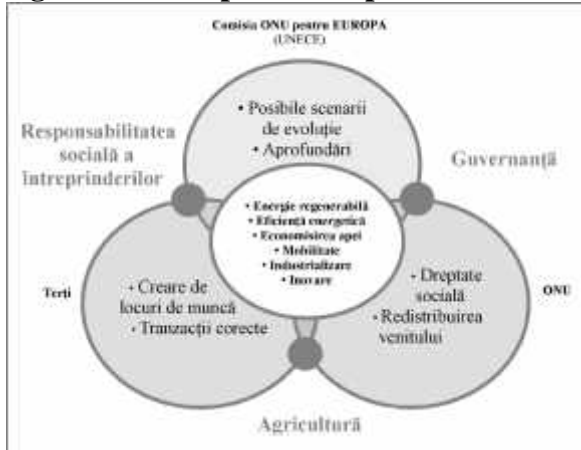 Comisia ONU pentru EUROPA
(UNECE)
• Posibile scenarii
de evoluție
• Aprofundări
Responsabilitatea
socială a
întreprinderilor
Guvernanță
• Energie regenerabilă
• Eficiență energetică
• Economisirea apei
• Mobilitate
• Industrializare
• Inovare
Terți
• Creare de
locuri de muncă
• Tranzacții corecte
• Dreptate
socială
• Redistribuirea
venitului
ONU
Agricultură